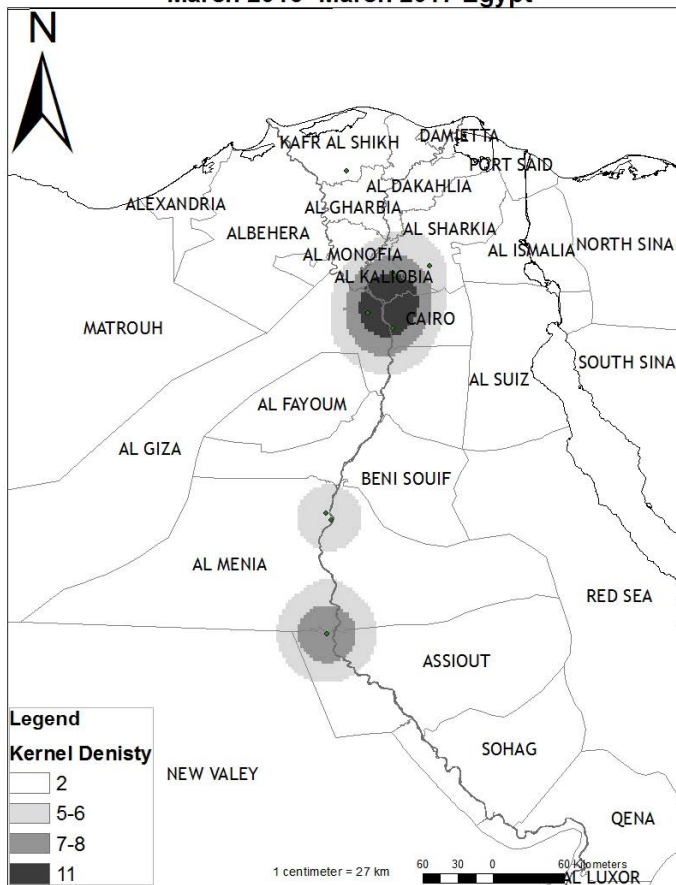 March 2016- March 2017 Egypt
N
KAFR AL SHIKH
DAMIETTA
PORT SAID
AL DAKAHLIA
ALEXANDRIA
AL GHARBIA
ALBEHERA
AL SHARKIA
AL ISMALIA
NORTH SINA
AL MONOFIA
AL KALIOBIA
CAIRO
MATROUH
SOUTH SINA
AL SUIZ
AL FAYOUM
AL GIZA
BENI SOUIF
AL MENIA
RED SEA
ASSIOUT
SOHAG
NEW VALEY
QENA
AL LUXOR
Legend
Kernel Denisty
2
5-6
7-8
11
1 centimeter = 27 km
60 30 0 60 Kilometers